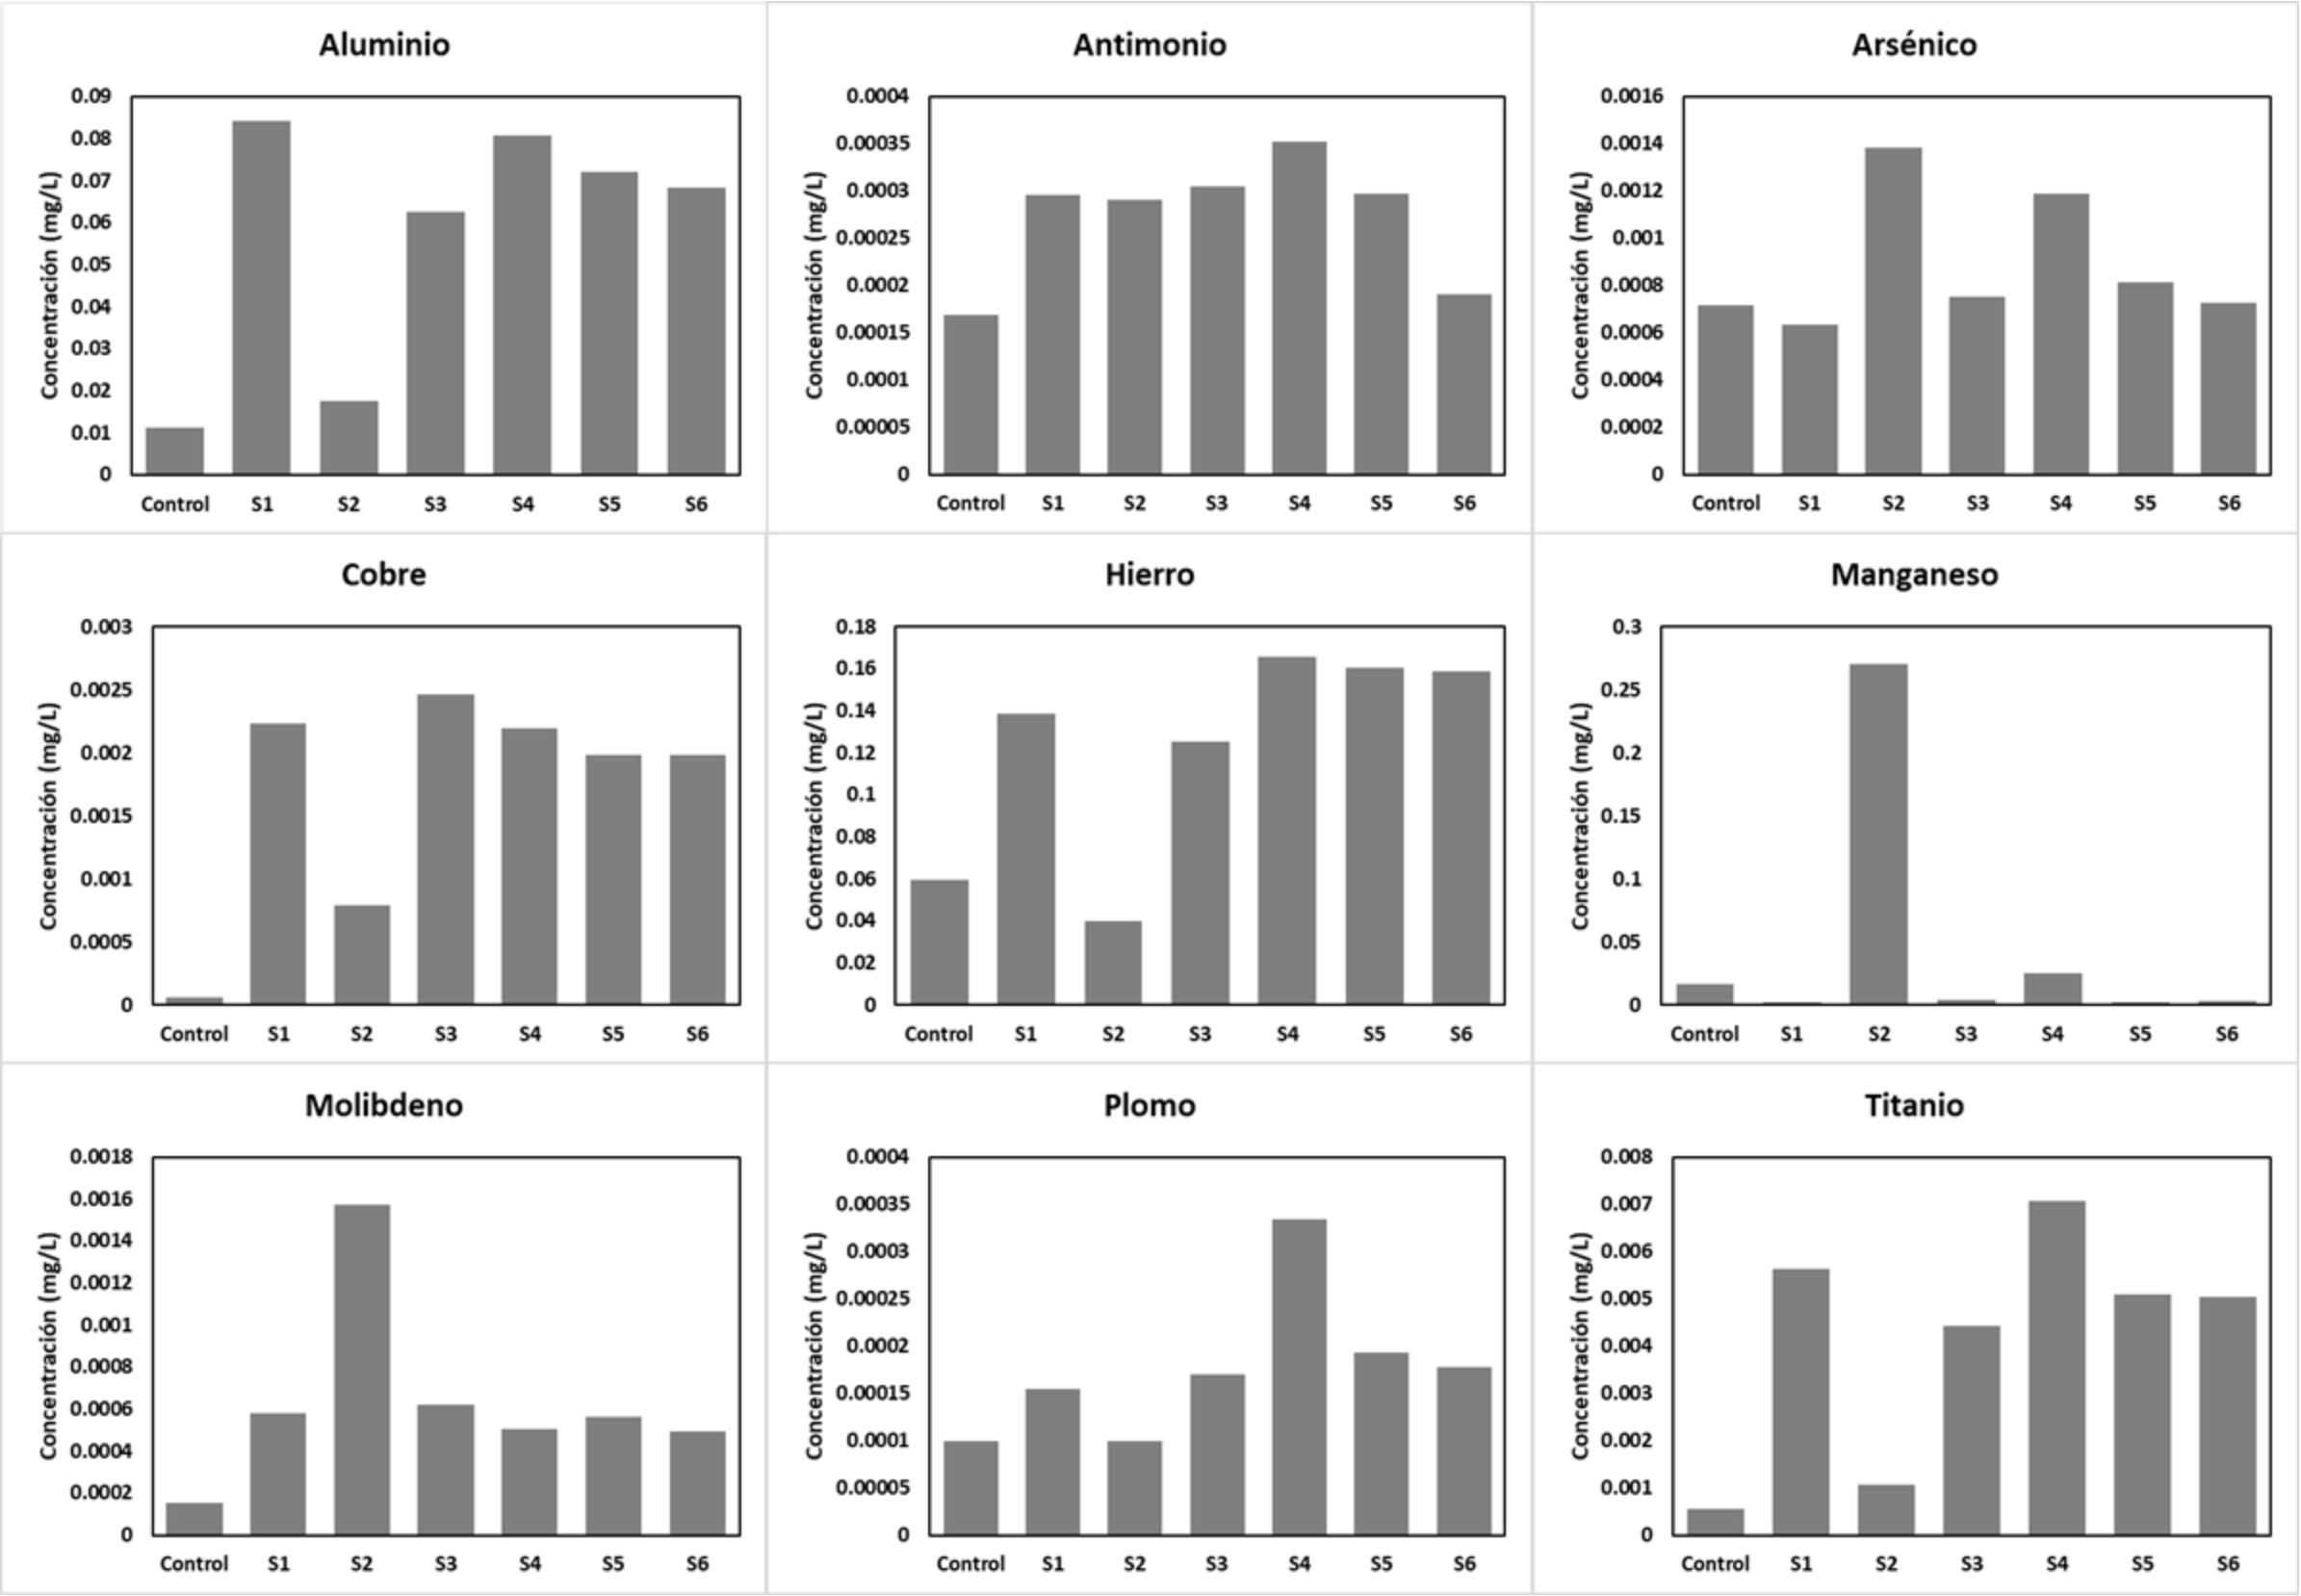 Aluminio
Concentración (mg/L)
0.09
0.08
0.07
0.06
0.05
0.04
0.03
0.02
0.01
0
Control S1 S2 S3 S4 S5 S6
Antimonio
Concentración (mg/L)
0.0004
0.00035
0.0003
0.00025
0.0002
0.00015
0.0001
0.00005
0
Control S1 S2 S3 S4 S5 S6
Arsénico
Concentración (mg/L)
0.0016
0.0014
0.0012
0.001
0.0008
0.0006
0.0004
0.0002
0
Control S1 S2 S3 S4 S5 S6
Cobre
Concentración (mg/L)
0.003
0.0025
0.002
0.0015
0.001
0.0005
0
Control S1 S2 S3 S4 S5 S6
Hierro
Concentración (mg/L)
0.18
0.16
0.14
0.12
0.1
0.08
0.06
0.04
0.02
0
Control S1 S2 S3 S4 S5 S6
Manganeso
Concentración (mg/L)
0.3
0.25
0.2
0.15
0.1
0.05
0
Control S1 S2 S3 S4 S5 S6
Molibdeno
Concentración (mg/L)
0.0018
0.0016
0.0014
0.0012
0.001
0.0008
0.0006
0.0004
0.0002
0
Control S1 S2 S3 S4 S5 S6
Plomo
Concentración (mg/L)
0.0004
0.00035
0.0003
0.00025
0.0002
0.00015
0.0001
0.00005
0
Control S1 S2 S3 S4 S5 S6
Titanio
Concentración (mg/L)
0.008
0.007
0.006
0.005
0.004
0.003
0.002
0.001
0
Control S1 S2 S3 S4 S5 S6